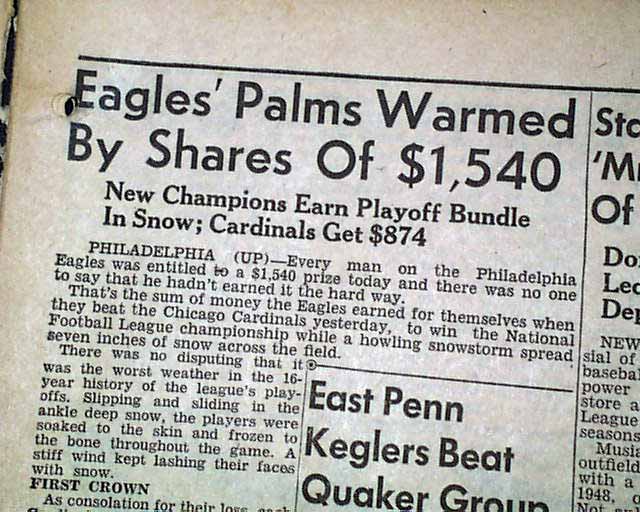 Eagles' Palms Warmed
By Shares Of $1,540
New Champions Earn Playoff Bundle
In Snow; Cardinals Get $874
PHILADELPHIA (UP)—Every man on the Philadelphia
Eagles was entitled to a $1,540 prize today and there was no one
to say that he hadn't earned it the hard way.
That's the sum of money the Eagles earned for themselves when
they beat the Chicago Cardinals yesterday, to win the National
Football League championship while a howling snowstorm spread
seven inches of snow across the field.
There was no disputing that it
was the worst weather in the 16-
year history of the league's play-
offs. Slipping and sliding in the
ankle deep snow, the players were
soaked to the skin and frozen to
the bone throughout the game. A
stiff wind kept lashing their faces
with snow.
FIRST CROWN
As consolation for their loss, each
East Penn
Keglers Beat
Quaker Group
Sta
'Mi
Of
Do
Lea
Dep
NEW
sial of
baseba
power
store a
League
seasons
Musia
outfield
with a
1948, o
Not